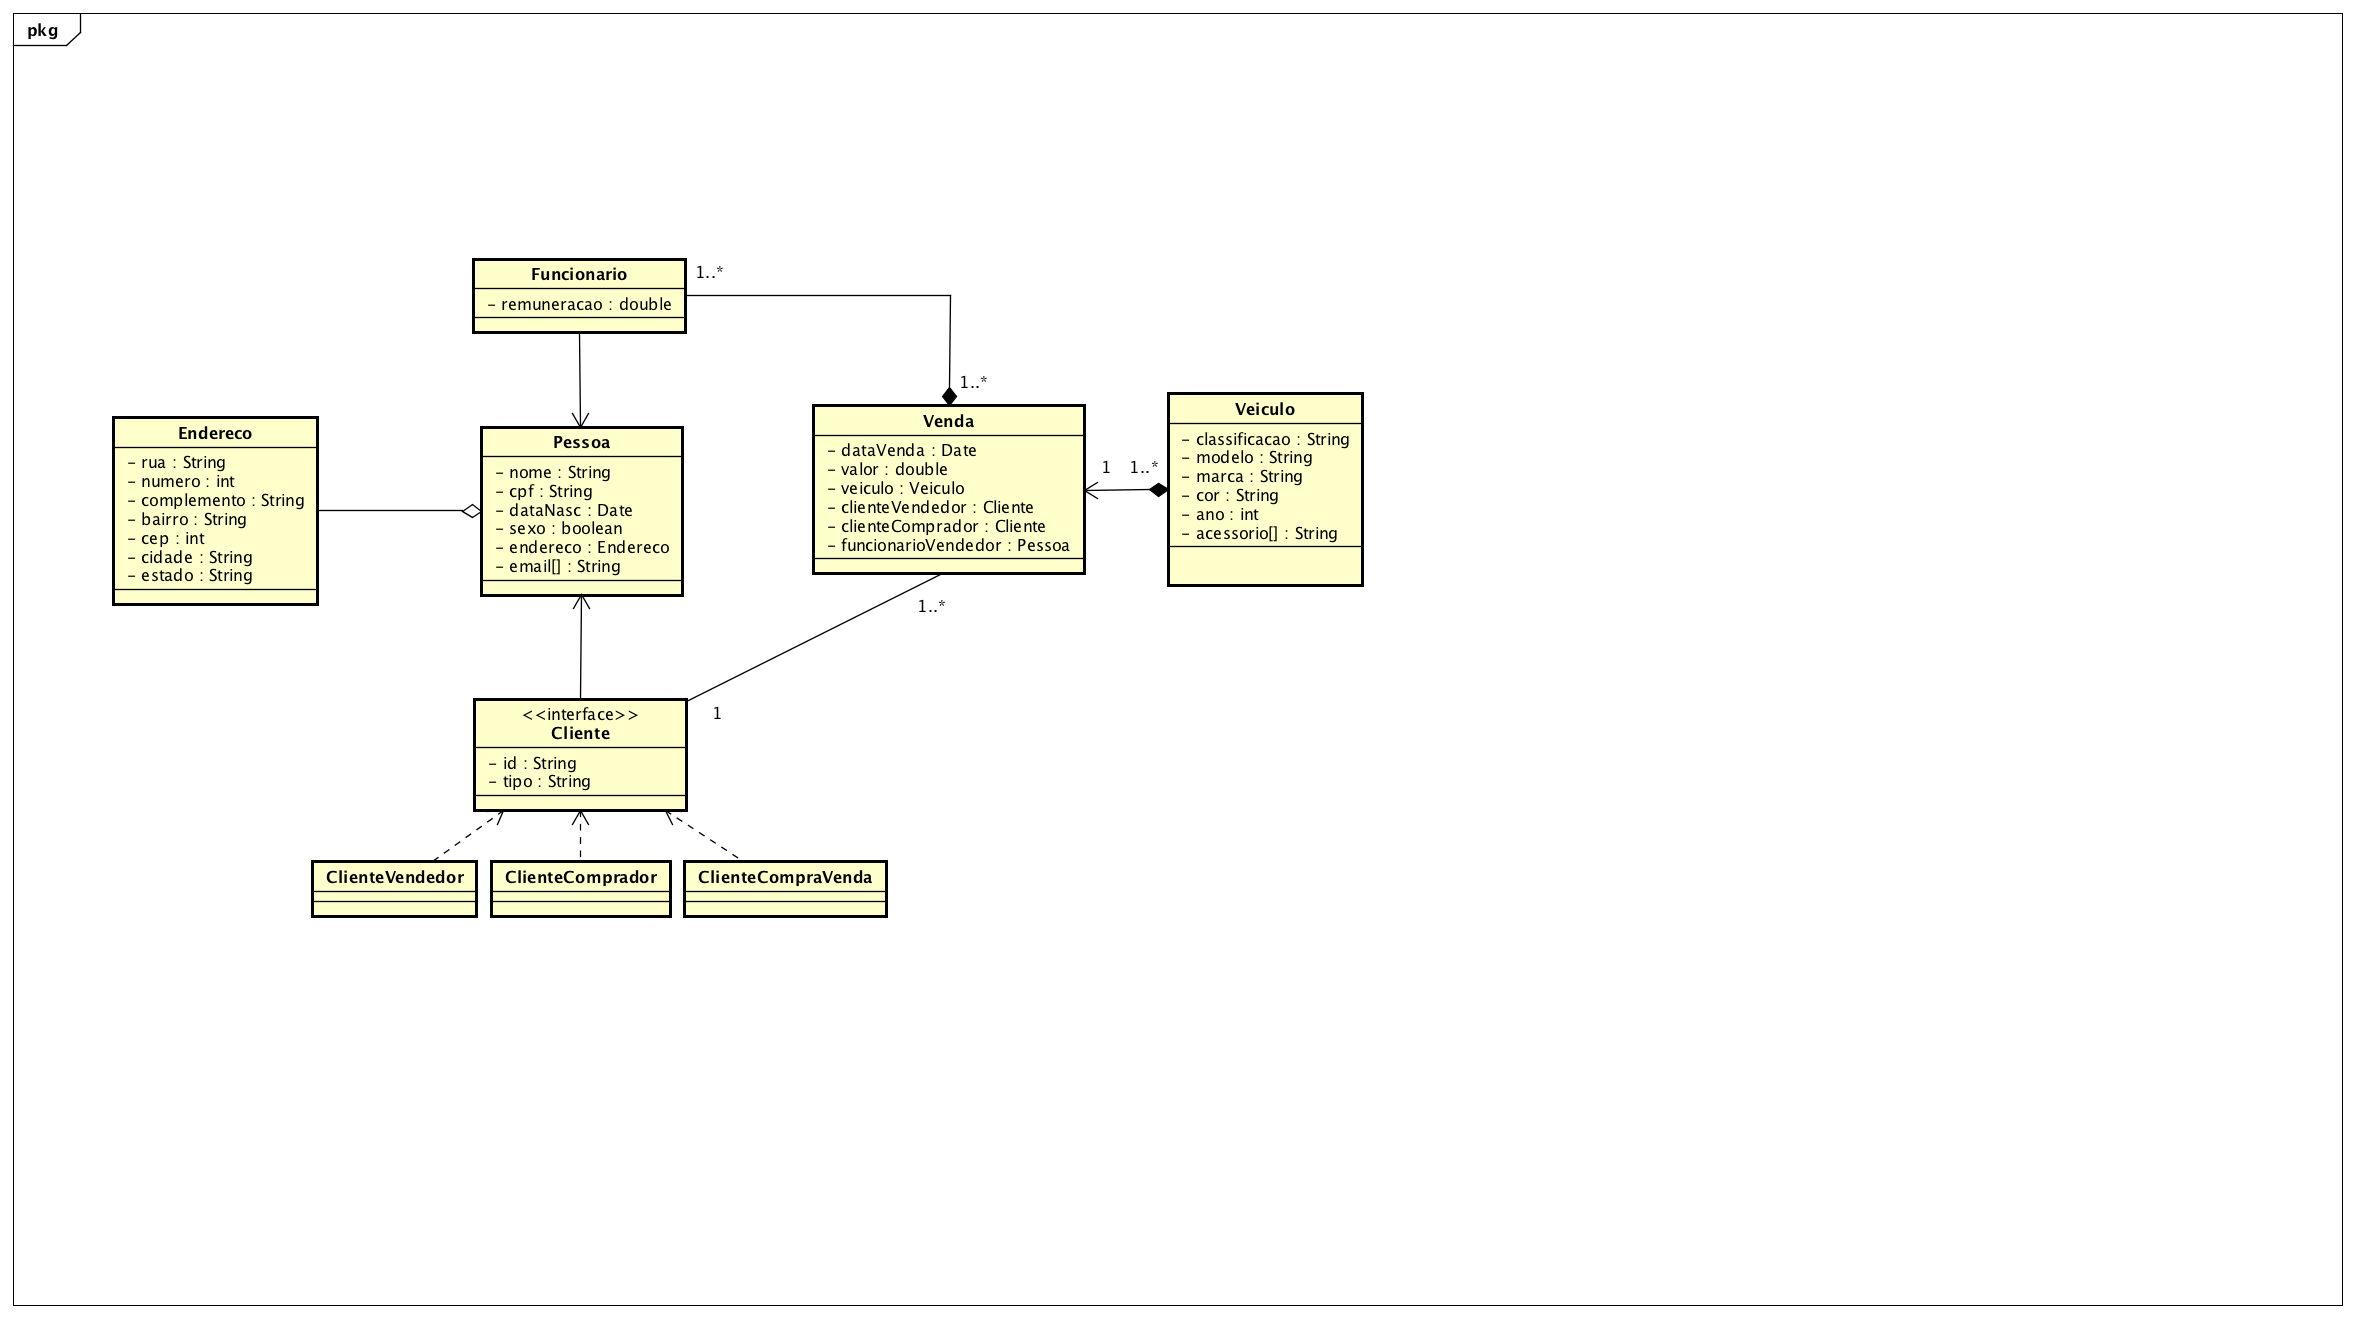 pkg
Funcionario
- remuneracao : double
1..*
1..*
Endereco
- rua : String
- numero : int
- complemento : String
- bairro : String
- cep : int
- cidade : String
- estado : String
Pessoa
- nome : String
- cpf : String
- dataNasc : Date
- sexo : boolean
- endereco : Endereco
- email[] : String
Venda
- dataVenda : Date
- valor : double
- veiculo : Veiculo
- clienteVendedor : Cliente
- clienteComprador : Cliente
- funcionarioVendedor : Pessoa
1
1..*
Veiculo
- classificacao : String
- modelo : String
- marca : String
- cor : String
- ano : int
- acessorio[] : String
1..*
1
<<interface>>
Cliente
- id : String
- tipo : String
ClienteVendedor
ClienteComprador
ClienteCompraVenda